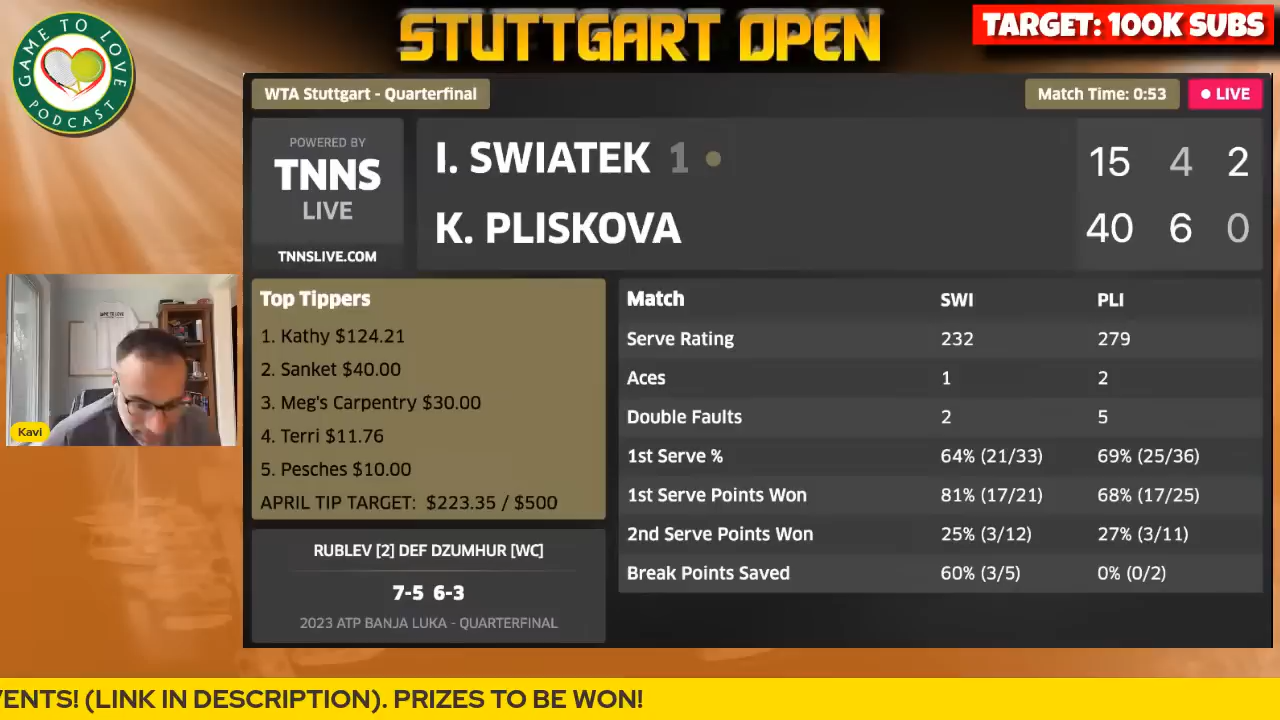 GAME TO LOVE
PODCAST
STUTTGART OPEN
TARGET: 100K SUBS
WTA Stuttgart - Quarterfinal
Match Time: 0:53
LIVE
POWERED BY
TNNS
LIVE
TNNSLIVE.COM
I. SWIATEK 1 15 4 2
K. PLISKOVA 40 6 0
Top Tippers
1. Kathy $124.21
2. Sanket $40.00
3. Meg's Carpentry $30.00
4. Terri $11.76
5. Pesches $10.00
APRIL TIP TARGET: $223.35 / $500
RUBLEV [2] DEF DZUMHUR [WC]
7-5 6-3
2023 ATP BANJA LUKA - QUARTERFINAL
Match SWI PLI
Serve Rating 232 279
Aces 1 2
Double Faults 2 5
1st Serve % 64% (21/33) 69% (25/36)
1st Serve Points Won 81% (17/21) 68% (17/25)
2nd Serve Points Won 25% (3/12) 27% (3/11)
Break Points Saved 60% (3/5) 0% (0/2)
Kavi
VENTS! (LINK IN DESCRIPTION). PRIZES TO BE WON!